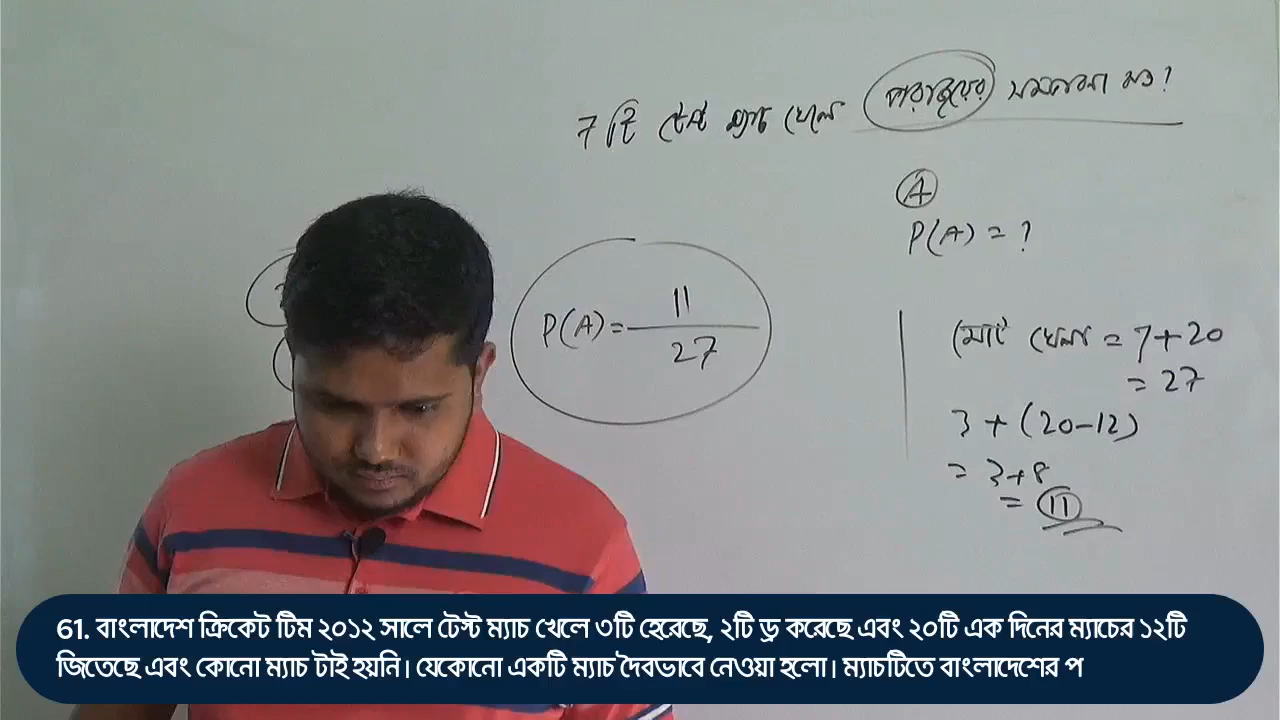 7 টি টেস্ট ম্যাচ খেলে পরাজয়ের সম্ভাবনা কত?
A
P(A) = ?
P(A) = 11/27
মোট খেলা = 7+20
= 27
3 + (20-12)
= 3+8
= 11
61. বাংলাদেশ ক্রিকেট টিম ২০১২ সালে টেস্ট ম্যাচ খেলে ৩টি হেরেছে, ২টি ড্র করেছে এবং ২০টি এক দিনের ম্যাচের ১২টি
জিতেছে এবং কোনো ম্যাচ টাই হয়নি। যেকোনো একটি ম্যাচ দৈবভাবে নেওয়া হলো। ম্যাচটিতে বাংলাদেশের প